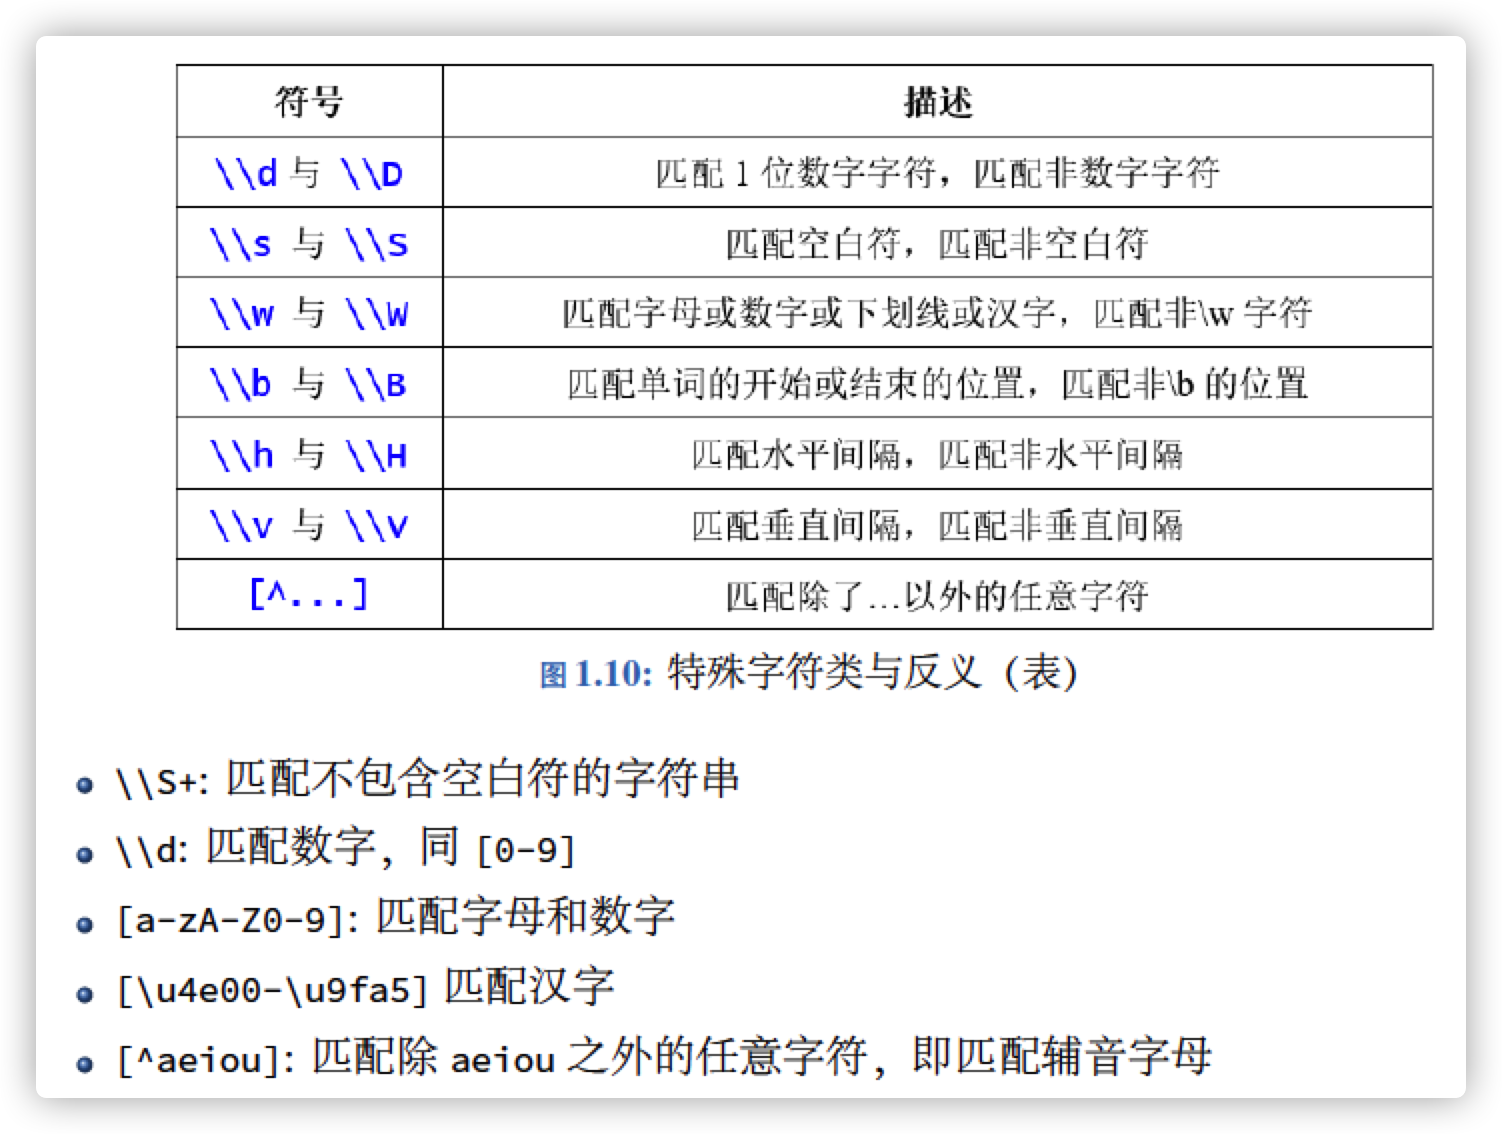 符号 描述
\\d 与 \\D 匹配 1 位数字字符，匹配非数字字符
\\s 与 \\S 匹配空白符，匹配非空白符
\\w 与 \\W 匹配字母或数字或下划线或汉字，匹配非\w 字符
\\b 与 \\B 匹配单词的开始或结束的位置，匹配非\b 的位置
\\h 与 \\H 匹配水平间隔，匹配非水平间隔
\\v 与 \\V 匹配垂直间隔，匹配非垂直间隔
[^...] 匹配除了...以外的任意字符
图 1.10: 特殊字符类与反义（表）
\\S+: 匹配不包含空白符的字符串
\\d: 匹配数字，同 [0-9]
[a-zA-Z0-9]: 匹配字母和数字
[\u4e00-\u9fa5] 匹配汉字
[^aeiou]: 匹配除 aeiou 之外的任意字符，即匹配辅音字母